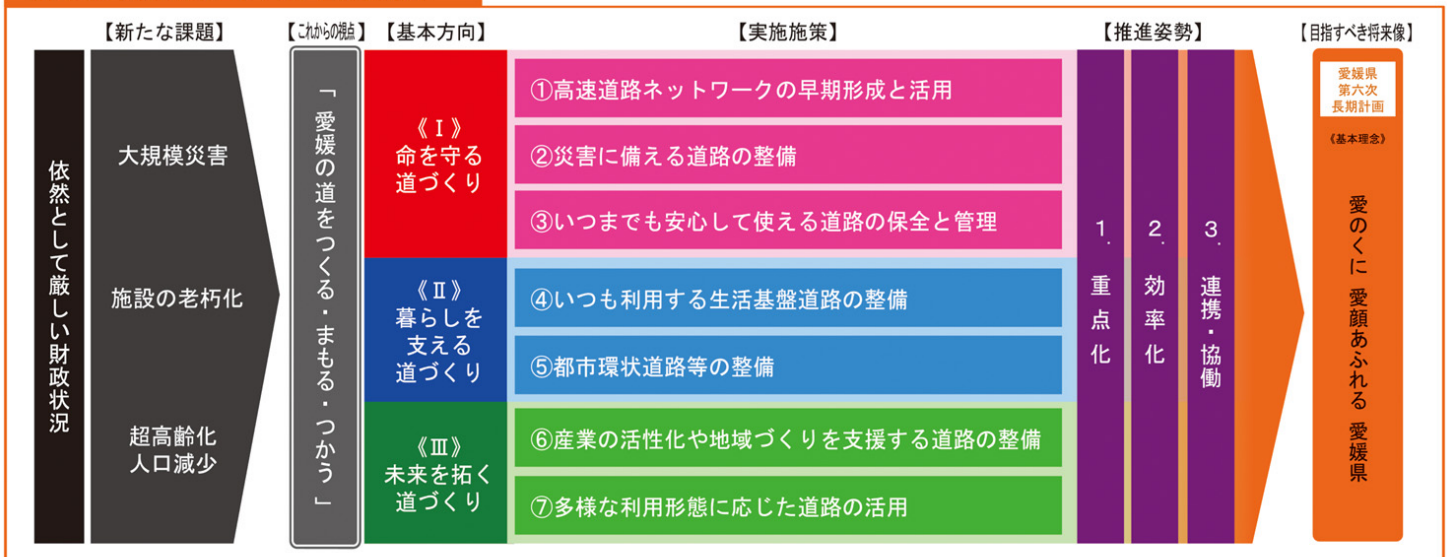 【新たな課題】
【これからの視点】
【基本方向】
【実施施策】
【推進姿勢】
【目指すべき将来像】
依然として厳しい財政状況
大規模災害
施設の老朽化
超高齢化
人口減少
「愛媛の道をつくる・まもる・つかう」
《Ⅰ》
命を守る
道づくり
①高速道路ネットワークの早期形成と活用
②災害に備える道路の整備
③いつまでも安心して使える道路の保全と管理
《Ⅱ》
暮らしを
支える
道づくり
④いつも利用する生活基盤道路の整備
⑤都市環状道路等の整備
《Ⅲ》
未来を拓く
道づくり
⑥産業の活性化や地域づくりを支援する道路の整備
⑦多様な利用形態に応じた道路の活用
1.重点化
2.効率化
3.連携・協働
愛媛県
第六次
長期計画
《基本理念》
愛のくに 愛顔あふれる 愛媛県